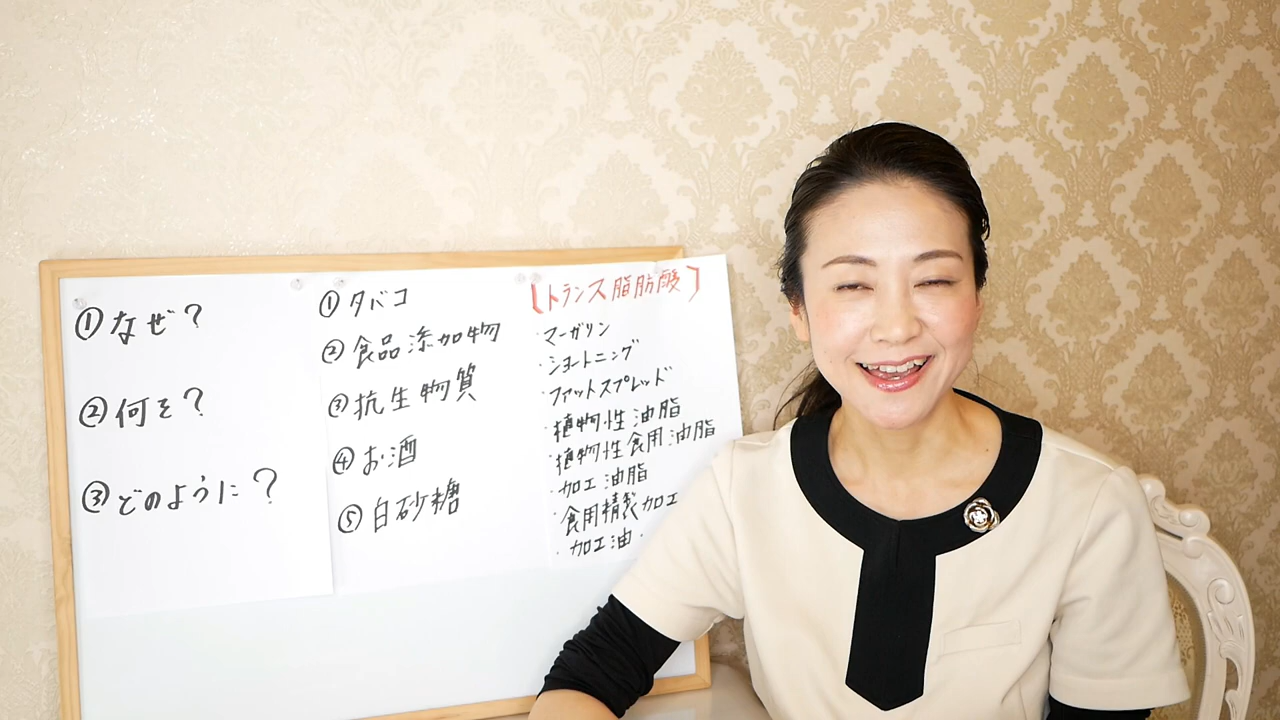 ①なぜ?
②何を?
③どのように?
①タバコ
②食品添加物
③抗生物質
④お酒
⑤白砂糖
【トランス脂肪酸】
・マーガリン
・ショートニング
・ファットスプレッド
・植物性油脂
・植物性食用油脂
・加工油脂
・食用精製加工
・加工油